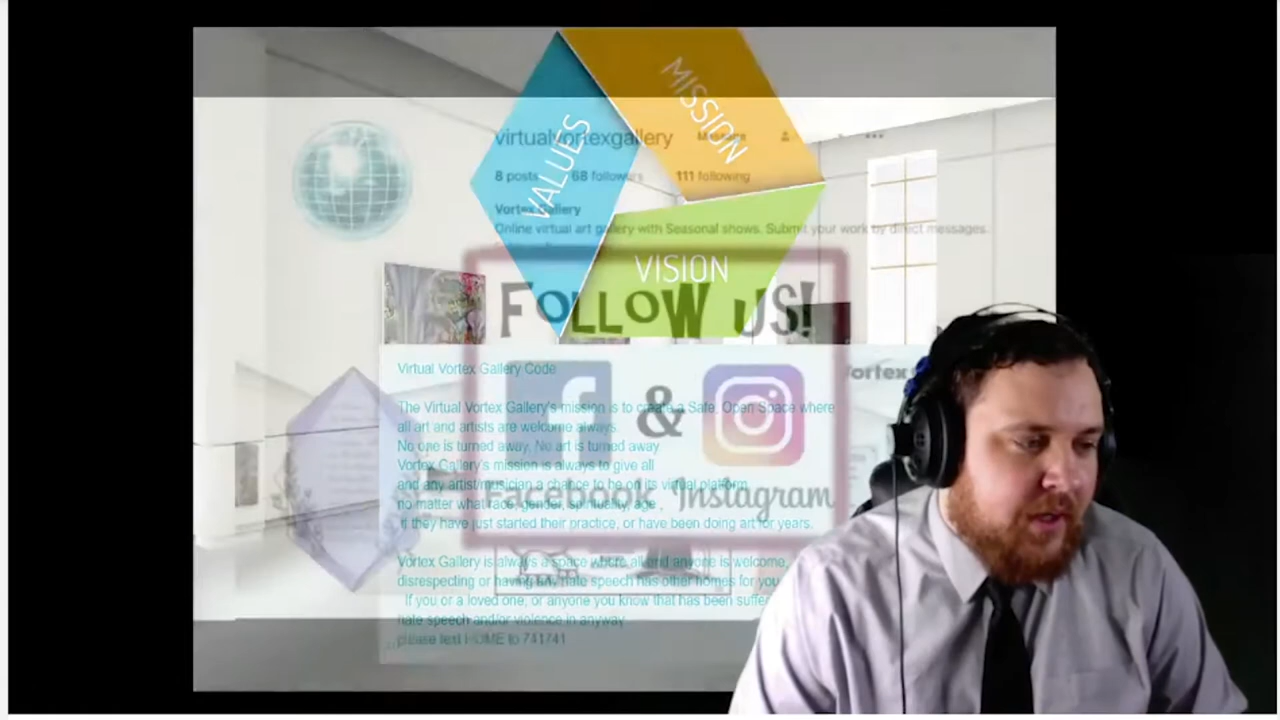 MISSION
VALUES
VISION
virtualvortexgallery
Message
8 posts 68 followers 111 following
Vortex Gallery
Online virtual art gallery with Seasonal shows. Submit your work by direct messages.
FOLLOW US!
f & 
Facebook Instagram
Vortex
Virtual Vortex Gallery Code
The Virtual Vortex Gallery's mission is to create a Safe, Open Space where
all art and artists are welcome always.
No one is turned away. No art is turned away.
Vortex Gallery's mission is always to give all
and any artist/musician a chance to be on its virtual platform
no matter what race, gender, spirituality, age,
if they have just started their practice, or have been doing art for years.
Vortex Gallery is always a space where all and anyone is welcome,
disrespecting or having any hate speech has other homes for you
If you or a loved one, or anyone you know that has been
hate speech and/or violence in anyway
please text HOME to 741741